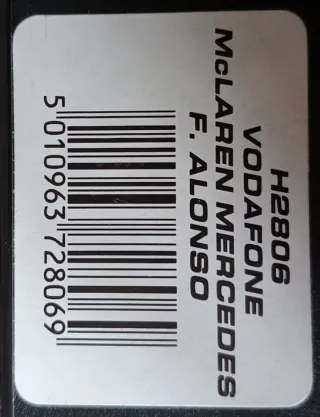 H2806
VODAFONE
McLAREN MERCEDES
F. ALONSO
5 010963 728069